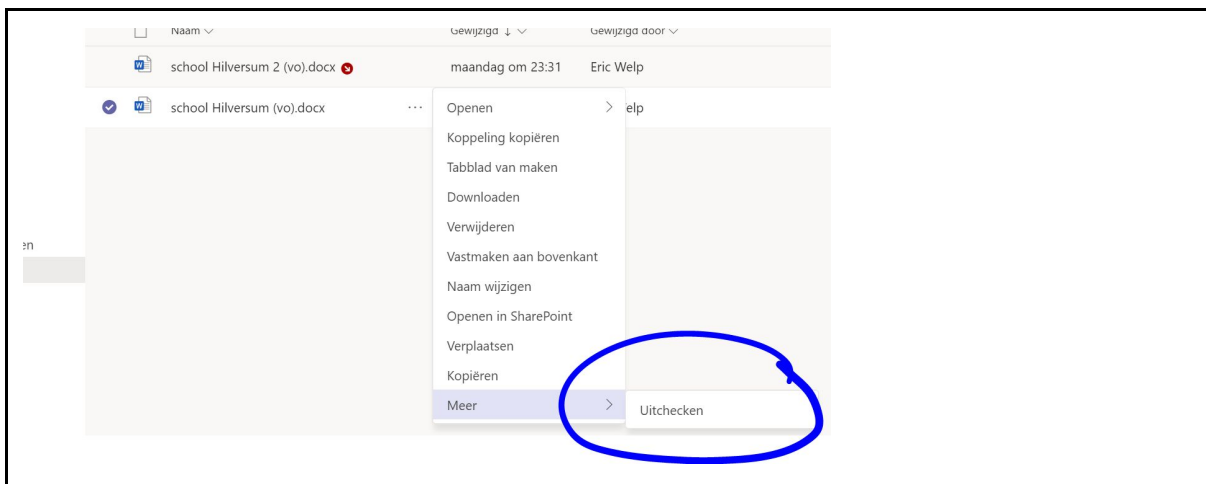 Naam Gewijzigd ↓ Gewijzigd door
school Hilversum 2 (vo).docx maandag om 23:31 Eric Welp
school Hilversum (vo).docx ... Openen elp
Koppeling kopiëren
Tabblad van maken
Downloaden
Verwijderen
en
Vastmaken aan bovenkant
Naam wijzigen
Openen in SharePoint
Verplaatsen
Kopiëren
Meer Uitchecken